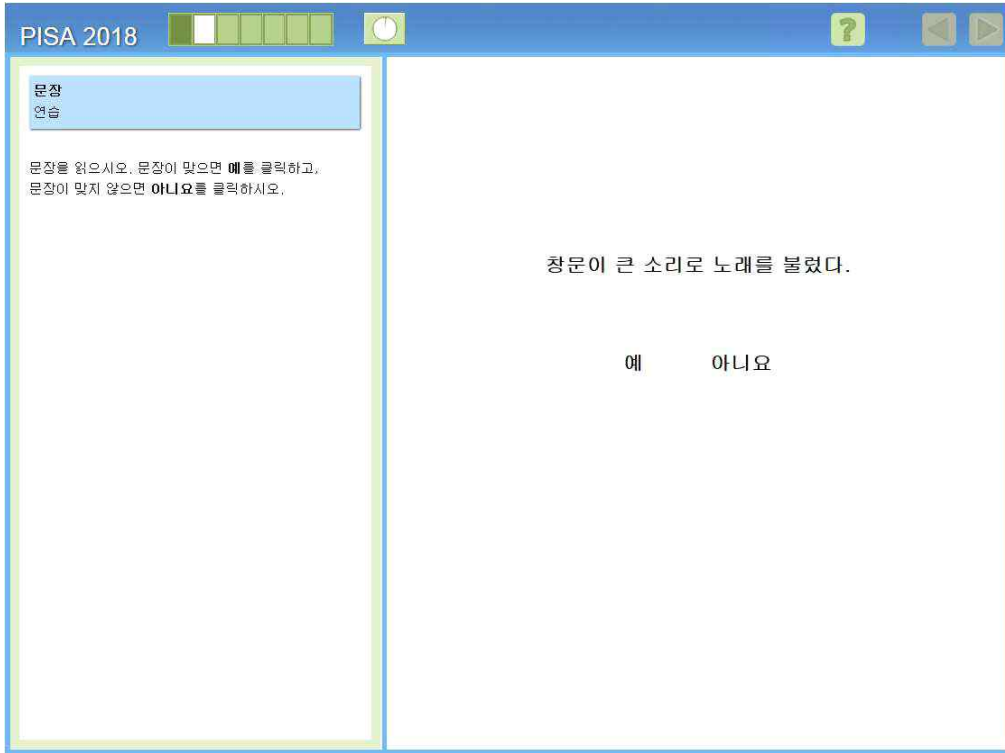 PISA 2018
?
문장
연습
문장을 읽으시오. 문장이 맞으면 예를 클릭하고,
문장이 맞지 않으면 아니요를 클릭하시오.
창문이 큰 소리로 노래를 불렀다.
예 아니요